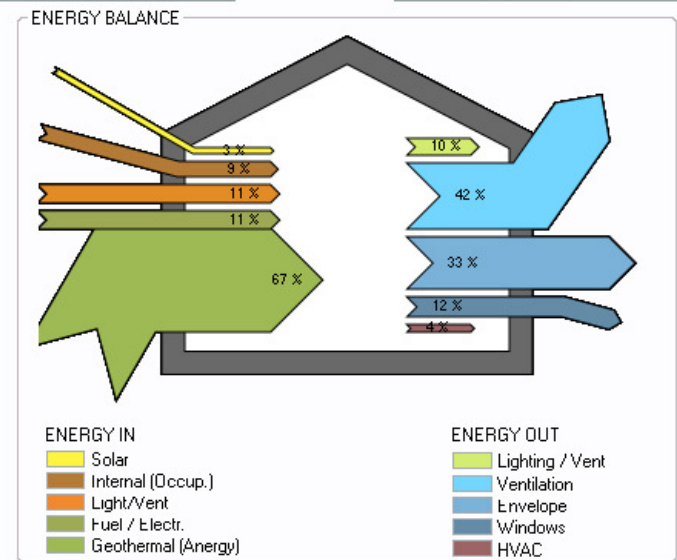 ENERGY BALANCE
3 %
9 %
11 %
11 %
67 %
10 %
42 %
33 %
12 %
4 %
ENERGY IN
Solar
Internal (Occup.)
Light/Vent
Fuel / Electr.
Geothermal (Anergy)
ENERGY OUT
Lighting / Vent
Ventilation
Envelope
Windows
HVAC